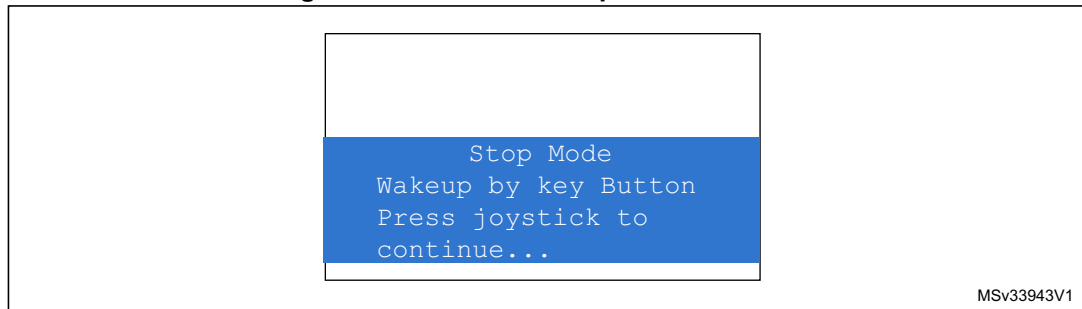 Stop Mode
Wakeup by key Button
Press joystick to
continue...
MSv33943V1